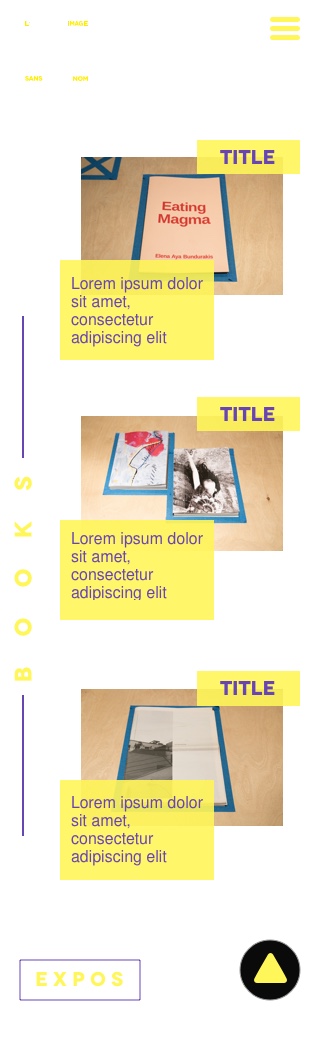 L' IMAGE
SANS NOM
TITLE
Eating
Magma
Elena Aya Bundurakis
Lorem ipsum dolor
sit amet,
consectetur
adipiscing elit
TITLE
Lorem ipsum dolor
sit amet,
consectetur
adipiscing elit
BOOKS
TITLE
Lorem ipsum dolor
sit amet,
consectetur
adipiscing elit
EXPOS